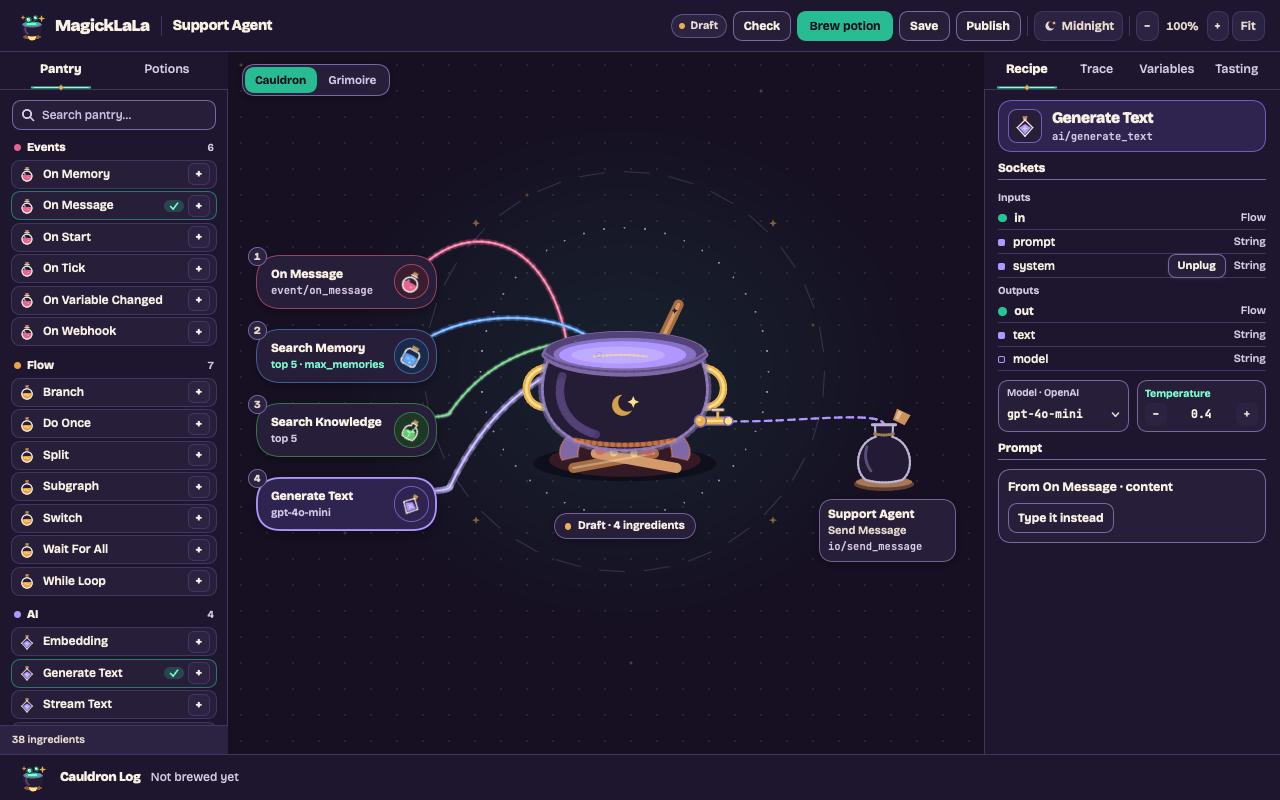 MagickLaLa
Support Agent
Draft
Check
Brew potion
Save
Publish
Midnight
−
100%
+
Fit
Pantry
Potions
Search pantry...
Events
6
On Memory
+
On Message
+
On Start
+
On Tick
+
On Variable Changed
+
On Webhook
+
Flow
7
Branch
+
Do Once
+
Split
+
Subgraph
+
Switch
+
Wait For All
+
While Loop
+
AI
4
Embedding
+
Generate Text
+
Stream Text
+
38 ingredients
Cauldron
Grimoire
1
On Message
event/on_message
2
Search Memory
top 5 · max_memories
3
Search Knowledge
top 5
4
Generate Text
gpt-4o-mini
Draft · 4 ingredients
Support Agent
Send Message
io/send_message
Recipe
Trace
Variables
Tasting
Generate Text
ai/generate_text
Sockets
Inputs
in
Flow
prompt
String
system
Unplug
String
Outputs
out
Flow
text
String
model
String
Model · OpenAI
gpt-4o-mini
Temperature
−
0.4
+
Prompt
From On Message · content
Type it instead
Cauldron Log
Not brewed yet